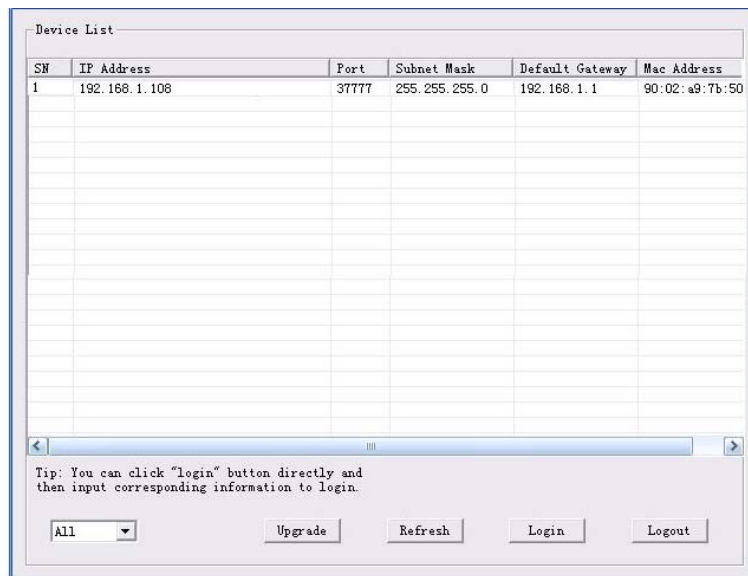 Device List
SN IP Address Port Subnet Mask Default Gateway Mac Address
1 192.168.1.108 37777 255.255.255.0 192.168.1.1 90:02:a9:7b:50
Tip: You can click "login" button directly and
then input corresponding information to login.
All Upgrade Refresh Login Logout